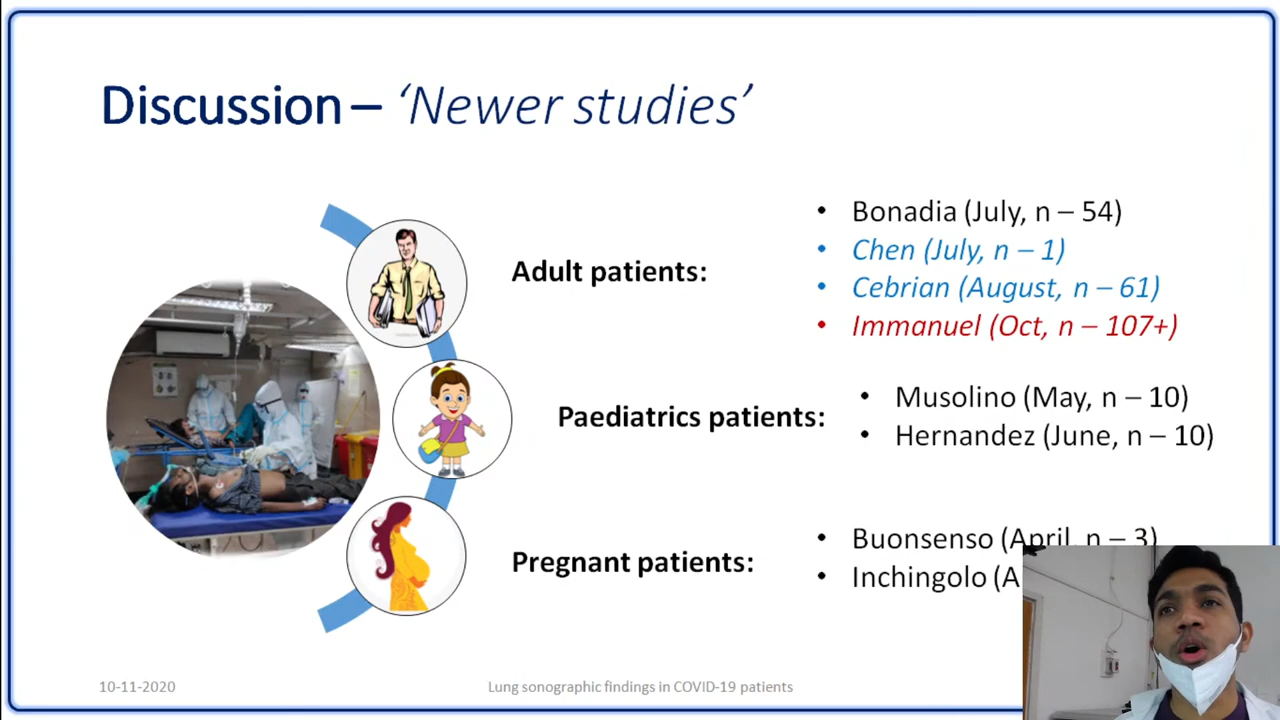 Discussion – ‘Newer studies’
Adult patients:
• Bonadia (July, n – 54)
• Chen (July, n – 1)
• Cebrian (August, n – 61)
• Immanuel (Oct, n – 107+)
Paediatrics patients:
• Musolino (May, n – 10)
• Hernandez (June, n – 10)
Pregnant patients:
• Buonsenso (April, n – 3)
• Inchingolo (A
10-11-2020
Lung sonographic findings in COVID-19 patients